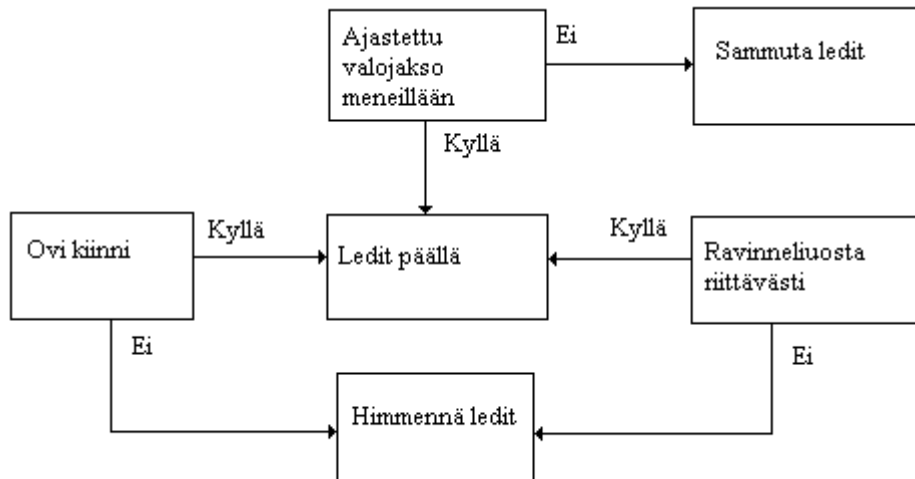 Ajastettu
valojakso
meneillään
Ei
Sammuta ledit
Kyllä
Ovi kiinni
Kyllä
Ledit päällä
Kyllä
Ravinneliuosta
riittävästi
Ei
Ei
Himmennä ledit